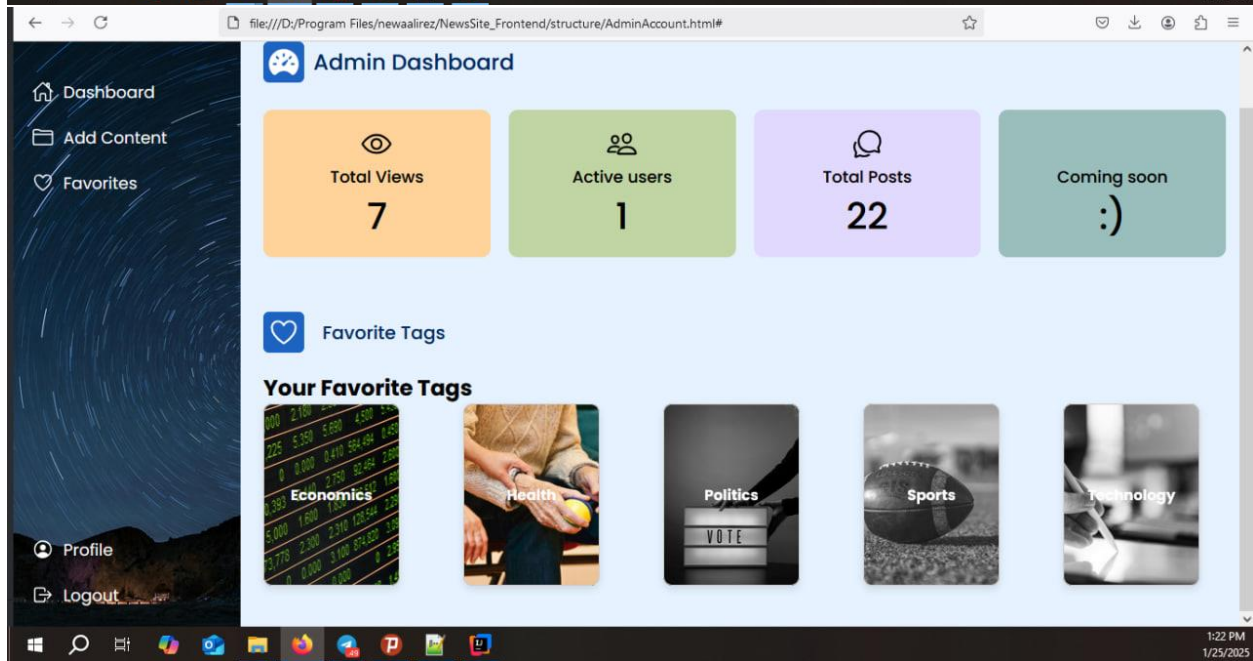 file:///D:/Program Files/newaalirez/NewsSite_Frontend/structure/AdminAccount.html#
Dashboard
Add Content
Favorites
Profile
Logout
Admin Dashboard
Total Views
7
Active users
1
Total Posts
22
Coming soon
:)
Favorite Tags
Your Favorite Tags
Economics
Health
Politics
VOTE
Sports
Technology
1:22 PM
1/25/2025